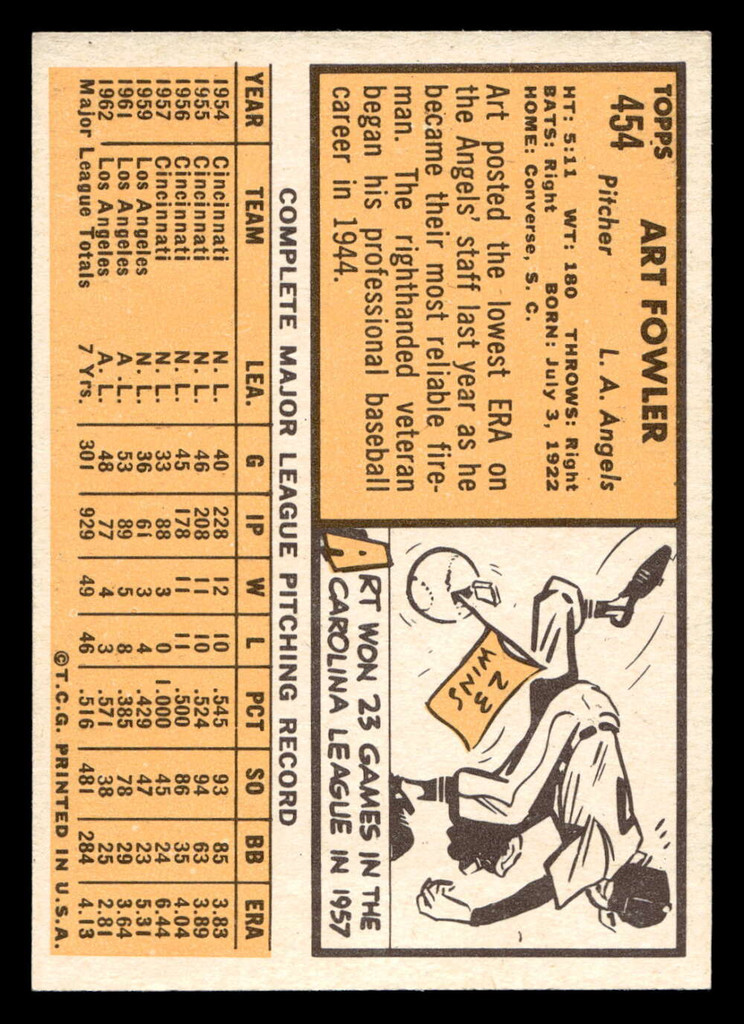 TOPPS
454
ART FOWLER
Pitcher L. A. Angels
HT: 5:11 WT: 180 THROWS: Right
BATS: Right BORN: July 3, 1922
HOME: Converse, S. C.
Art posted the lowest ERA on
the Angels' staff last year as he
became their most reliable fire-
man. The righthanded veteran
began his professional baseball
career in 1944.
23
WINS
ART WON 23 GAMES IN THE
CAROLINA LEAGUE IN 1957
COMPLETE MAJOR LEAGUE PITCHING RECORD
YEAR TEAM LEA. G IP W L PCT SO BB ERA
1954 Cincinnati N. L. 40 228 12 10 .545 93 85 3.83
1955 Cincinnati N. L. 46 208 11 10 .524 94 63 3.89
1956 Cincinnati N. L. 45 178 11 11 .500 86 35 4.04
1957 Cincinnati N. L. 33 88 3 0 1.000 45 24 6.44
1959 Los Angeles N. L. 36 61 3 4 .429 47 23 5.31
1961 Los Angeles A. L. 53 89 5 8 .385 78 29 3.64
1962 Los Angeles A. L. 48 77 4 3 .571 38 25 2.81
Major League Totals 7 Yrs. 301 929 49 46 .516 481 284 4.13
©T.C.G. PRINTED IN U.S.A.